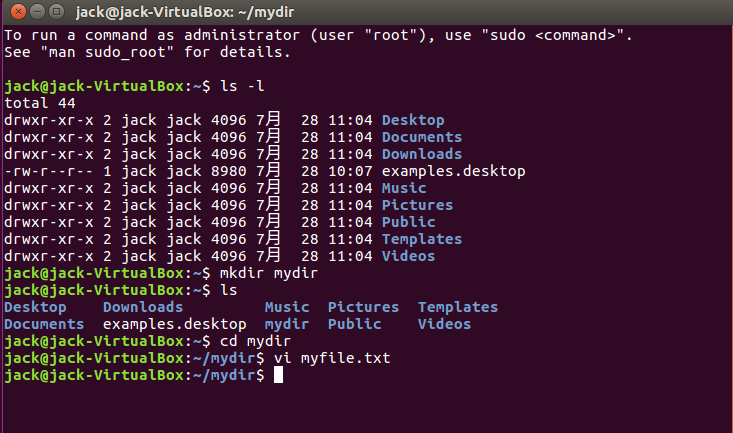 jack@jack-VirtualBox: ~/mydir
To run a command as administrator (user "root"), use "sudo <command>".
See "man sudo_root" for details.
jack@jack-VirtualBox:~$ ls -l
total 44
drwxr-xr-x 2 jack jack 4096 7月  28 11:04 Desktop
drwxr-xr-x 2 jack jack 4096 7月  28 11:04 Documents
drwxr-xr-x 2 jack jack 4096 7月  28 11:04 Downloads
-rw-r--r-- 1 jack jack 8980 7月  28 10:07 examples.desktop
drwxr-xr-x 2 jack jack 4096 7月  28 11:04 Music
drwxr-xr-x 2 jack jack 4096 7月  28 11:04 Pictures
drwxr-xr-x 2 jack jack 4096 7月  28 11:04 Public
drwxr-xr-x 2 jack jack 4096 7月  28 11:04 Templates
drwxr-xr-x 2 jack jack 4096 7月  28 11:04 Videos
jack@jack-VirtualBox:~$ mkdir mydir
jack@jack-VirtualBox:~$ ls
Desktop    Downloads         Music  Pictures  Templates
Documents  examples.desktop  mydir  Public    Videos
jack@jack-VirtualBox:~$ cd mydir
jack@jack-VirtualBox:~/mydir$ vi myfile.txt
jack@jack-VirtualBox:~/mydir$